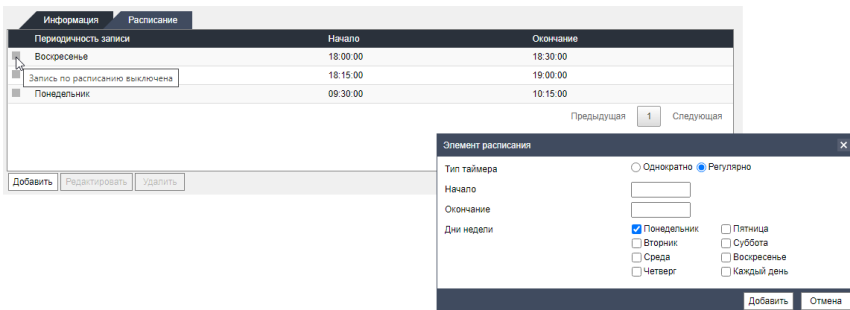 Информация Расписание
Периодичность записи Начало Окончание
Воскресенье 18:00:00 18:30:00
Запись по расписанию выключена 18:15:00 19:00:00
Понедельник 09:30:00 10:15:00
Предыдущая 1 Следующая
Добавить Редактировать Удалить
Элемент расписания
Тип таймера Однократно Регулярно
Начало
Окончание
Дни недели Понедельник Пятница
Вторник Суббота
Среда Воскресенье
Четверг Каждый день
Добавить Отмена